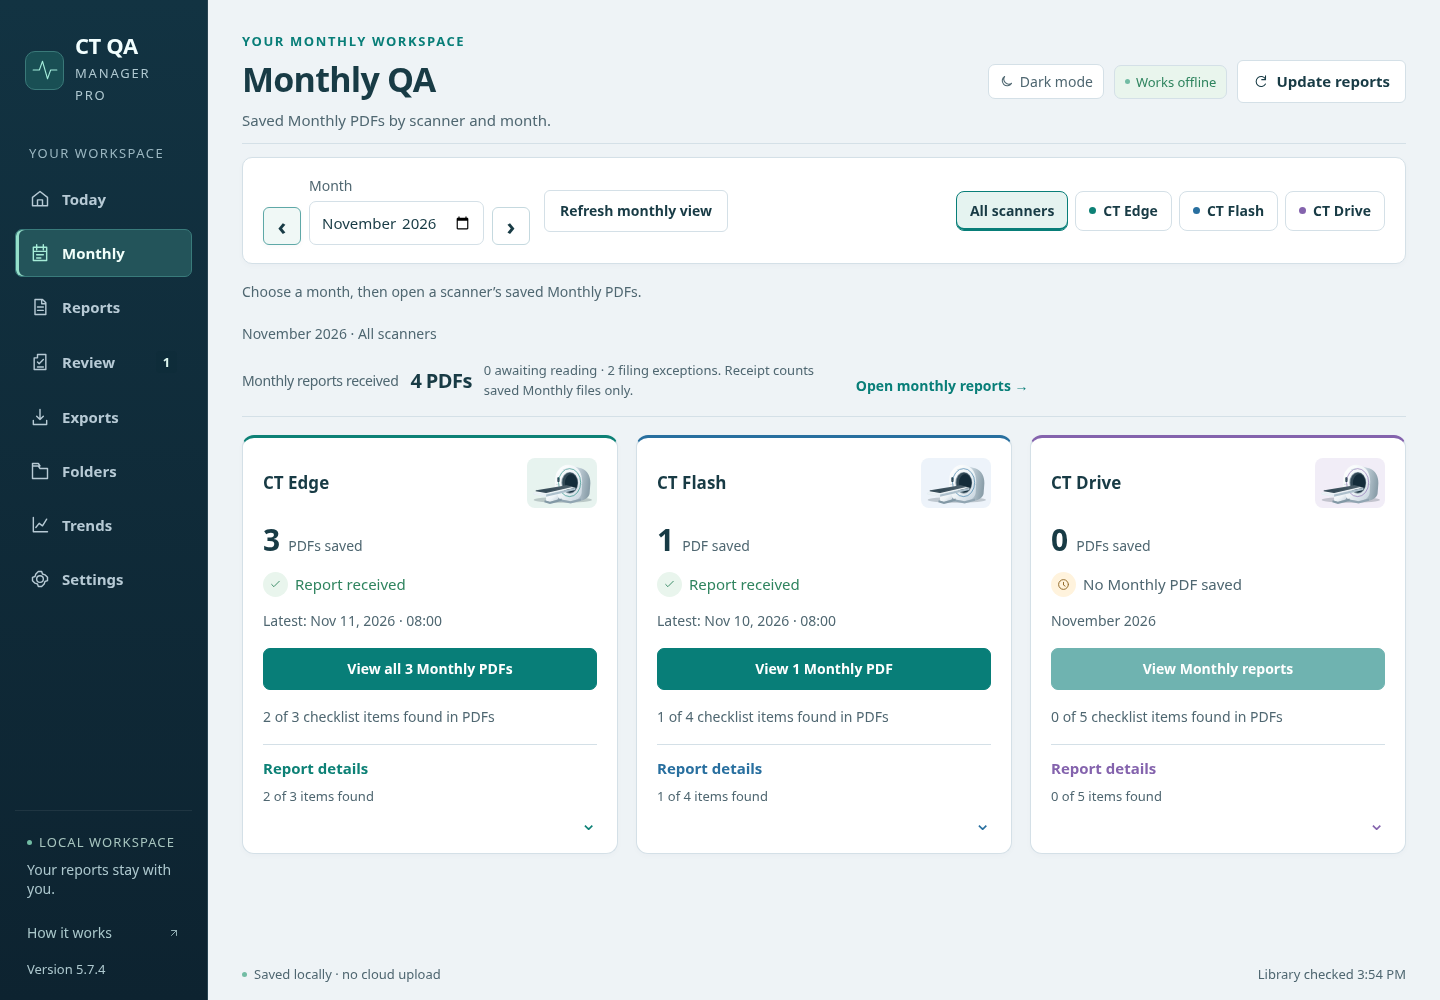 CT QA
MANAGER
PRO
YOUR WORKSPACE
Today
Monthly
Reports
Review 1
Exports
Folders
Trends
Settings
LOCAL WORKSPACE
Your reports stay with
you.
How it works
Version 5.7.4
YOUR MONTHLY WORKSPACE
Monthly QA
Saved Monthly PDFs by scanner and month.
Dark mode
Works offline
Update reports
Month
‹ November 2026 ›
Refresh monthly view
All scanners
CT Edge
CT Flash
CT Drive
Choose a month, then open a scanner’s saved Monthly PDFs.
November 2026 · All scanners
Monthly reports received 4 PDFs
0 awaiting reading · 2 filing exceptions. Receipt counts
saved Monthly files only.
Open monthly reports →
CT Edge
3 PDFs saved
Report received
Latest: Nov 11, 2026 · 08:00
View all 3 Monthly PDFs
2 of 3 checklist items found in PDFs
Report details
2 of 3 items found
CT Flash
1 PDF saved
Report received
Latest: Nov 10, 2026 · 08:00
View 1 Monthly PDF
1 of 4 checklist items found in PDFs
Report details
1 of 4 items found
CT Drive
0 PDFs saved
No Monthly PDF saved
November 2026
View Monthly reports
0 of 5 checklist items found in PDFs
Report details
0 of 5 items found
Saved locally · no cloud upload
Library checked 3:54 PM